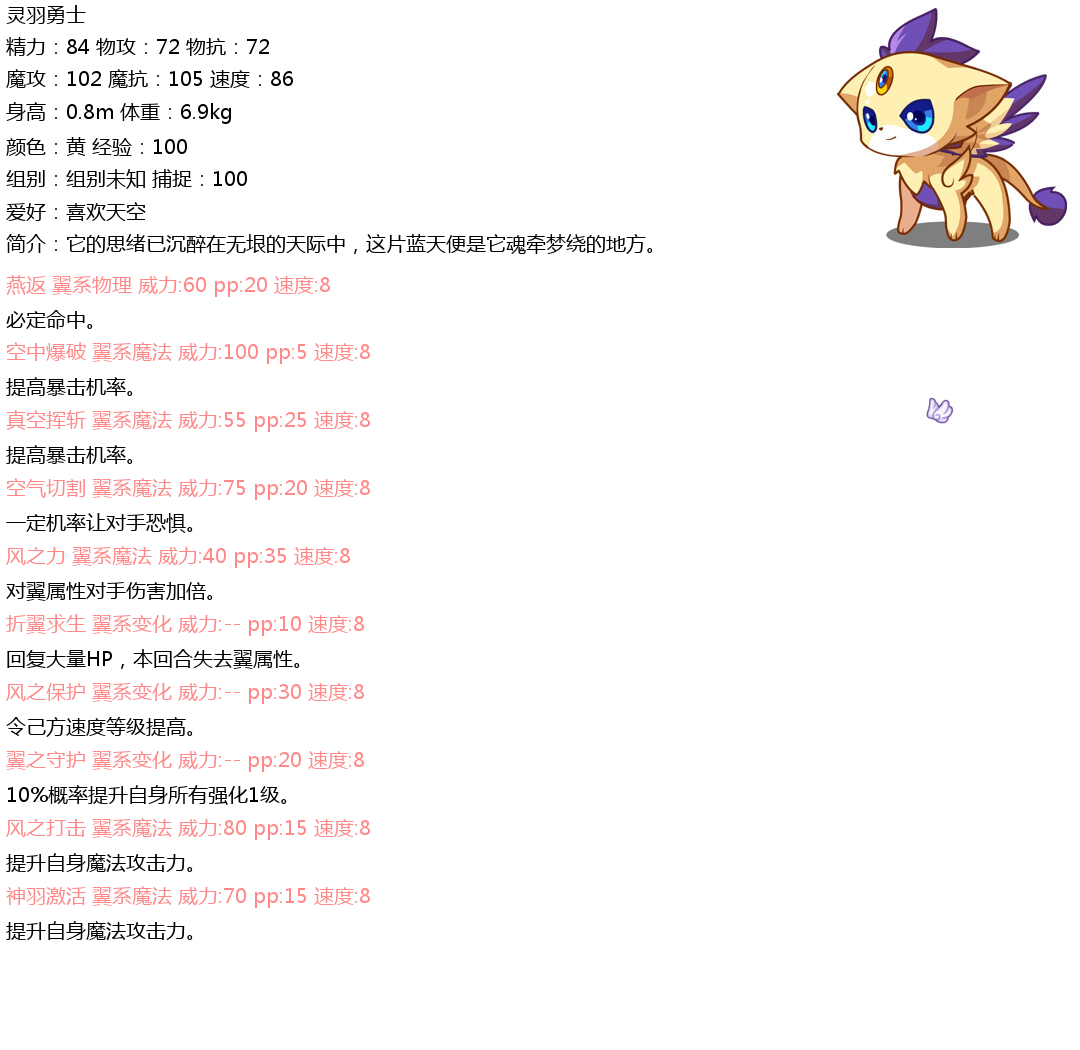 灵羽勇士
精力：84 物攻：72 物抗：72
魔攻：102 魔抗：105 速度：86
身高：0.8m 体重：6.9kg
颜色：黄 经验：100
组别：组别未知 捕捉：100
爱好：喜欢天空
简介：它的思绪已沉醉在无垠的天际中，这片蓝天便是它魂牵梦绕的地方。
燕返 翼系物理 威力:60 pp:20 速度:8
必定命中。
空中爆破 翼系魔法 威力:100 pp:5 速度:8
提高暴击机率。
真空挥斩 翼系魔法 威力:55 pp:25 速度:8
提高暴击机率。
空气切割 翼系魔法 威力:75 pp:20 速度:8
一定机率让对手恐惧。
风之力 翼系魔法 威力:40 pp:35 速度:8
对翼属性对手伤害加倍。
折翼求生 翼系变化 威力:-- pp:10 速度:8
回复大量HP，本回合失去翼属性。
风之保护 翼系变化 威力:-- pp:30 速度:8
令己方速度等级提高。
翼之守护 翼系变化 威力:-- pp:20 速度:8
10%概率提升自身所有强化1级。
风之打击 翼系魔法 威力:80 pp:15 速度:8
提升自身魔法攻击力。
神羽激活 翼系魔法 威力:70 pp:15 速度:8
提升自身魔法攻击力。